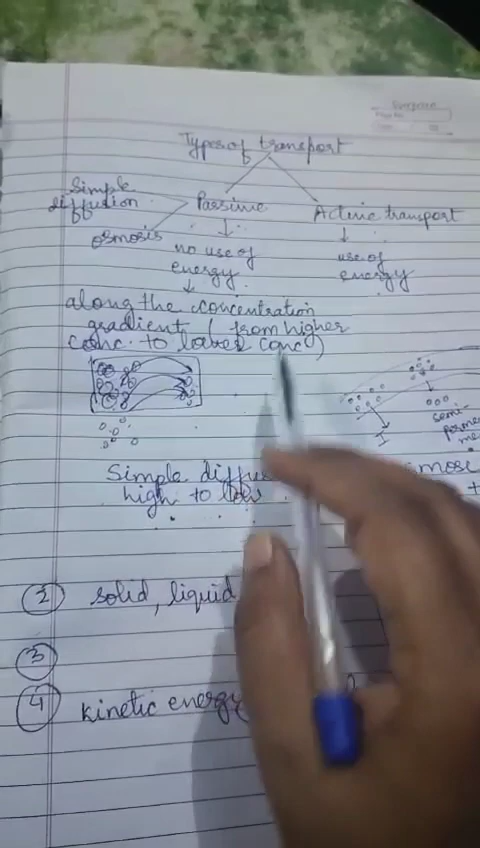 Types of transport
Simple diffusion
Passive
Active transport
osmosis
no use of energy
use of energy
along the concentration
gradient (from higher
conc. to lower conc)
I
semi-
Simple
high to low
② solid, liquid
③
④ kinetic energy